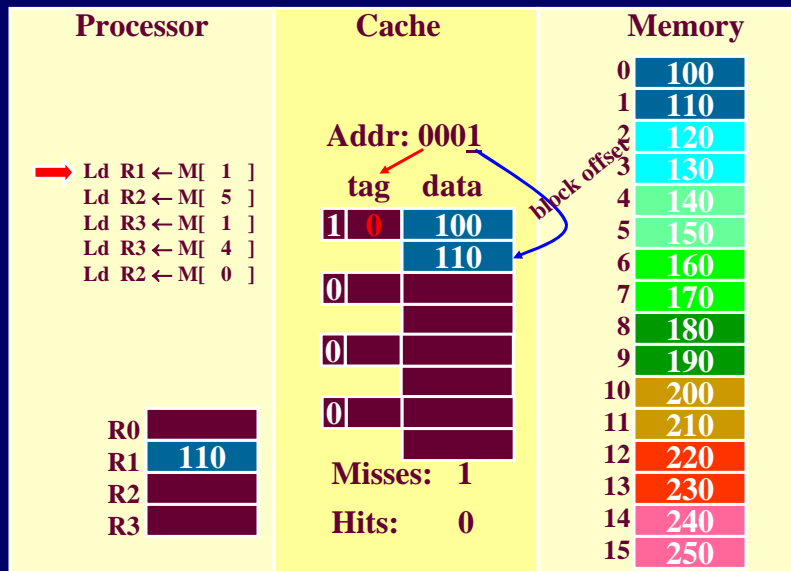 Processor
Cache
Memory
Addr: 0001
block offset
Ld R1 ← M[ 1 ]
Ld R2 ← M[ 5 ]
Ld R3 ← M[ 1 ]
Ld R3 ← M[ 4 ]
Ld R2 ← M[ 0 ]
tag data
1 0 100
110
0
0
0
Misses: 1
Hits: 0
R0
R1 110
R2
R3
0 100
1 110
2 120
3 130
4 140
5 150
6 160
7 170
8 180
9 190
10 200
11 210
12 220
13 230
14 240
15 250